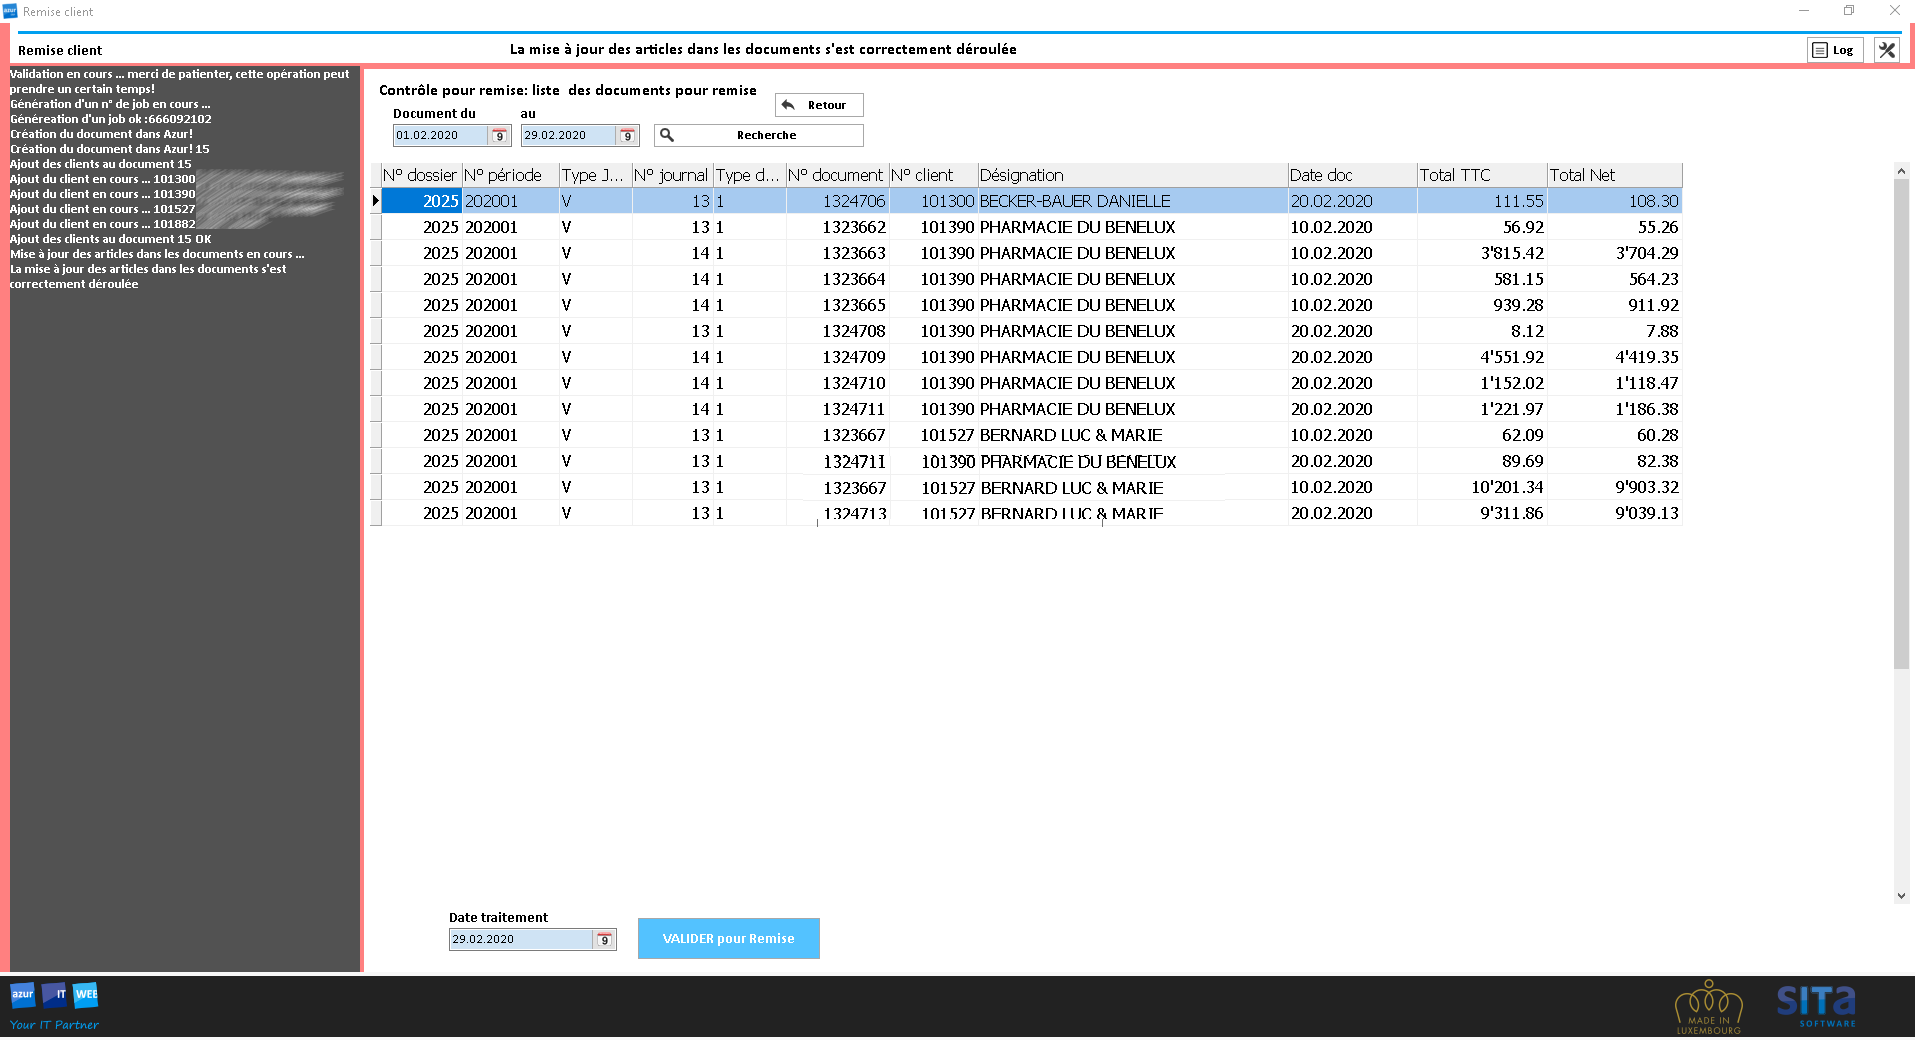 Remise client
Remise client
La mise à jour des articles dans les documents s'est correctement déroulée
Log
Validation en cours ... merci de patienter, cette opération peut
prendre un certain temps!
Génération d'un n° de job en cours ...
Généreation d'un job ok :666092102
Création du document dans Azur!
Création du document dans Azur! 15
Ajout des clients au document 15
Ajout du client en cours ... 101300
Ajout du client en cours ... 101390
Ajout du client en cours ... 101527
Ajout du client en cours ... 101882
Ajout des clients au document 15 OK
Mise à jour des articles dans les documents en cours ...
La mise à jour des articles dans les documents s'est
correctement déroulée
Contrôle pour remise: liste des documents pour remise
Retour
Document du au
01.02.2020 9 29.02.2020 9 Recherche
N° dossier N° période Type J... N° journal Type d... N° document N° client Désignation Date doc Total TTC Total Net
2025 202001 V 13 1 1324706 101300 BECKER-BAUER DANIELLE 20.02.2020 111.55 108.30
2025 202001 V 13 1 1323662 101390 PHARMACIE DU BENELUX 10.02.2020 56.92 55.26
2025 202001 V 14 1 1323663 101390 PHARMACIE DU BENELUX 10.02.2020 3'815.42 3'704.29
2025 202001 V 14 1 1323664 101390 PHARMACIE DU BENELUX 10.02.2020 581.15 564.23
2025 202001 V 14 1 1323665 101390 PHARMACIE DU BENELUX 10.02.2020 939.28 911.92
2025 202001 V 13 1 1324708 101390 PHARMACIE DU BENELUX 20.02.2020 8.12 7.88
2025 202001 V 14 1 1324709 101390 PHARMACIE DU BENELUX 20.02.2020 4'551.92 4'419.35
2025 202001 V 14 1 1324710 101390 PHARMACIE DU BENELUX 20.02.2020 1'152.02 1'118.47
2025 202001 V 14 1 1324711 101390 PHARMACIE DU BENELUX 20.02.2020 1'221.97 1'186.38
2025 202001 V 13 1 1323667 101527 BERNARD LUC & MARIE 10.02.2020 62.09 60.28
2025 202001 V 13 1 1324711 101390 PHARMACIE DU BENELUX 20.02.2020 89.69 82.38
2025 202001 V 13 1 1323667 101527 BERNARD LUC & MARIE 10.02.2020 10'201.34 9'903.32
2025 202001 V 13 1 1324713 101527 BERNARD LUC & MARIE 20.02.2020 9'311.86 9'039.13
Date traitement
29.02.2020 9 VALIDER pour Remise
azur IT WEB
Your IT Partner
MADE IN
LUXEMBOURG
SITa
SOFTWARE